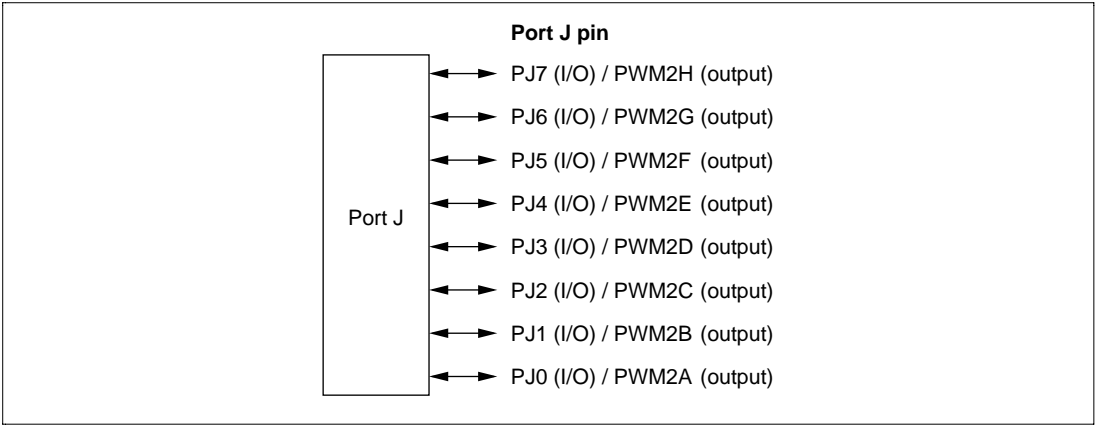 Port J pin
PJ7 (I/O) / PWM2H (output)
PJ6 (I/O) / PWM2G (output)
PJ5 (I/O) / PWM2F (output)
PJ4 (I/O) / PWM2E (output)
Port J
PJ3 (I/O) / PWM2D (output)
PJ2 (I/O) / PWM2C (output)
PJ1 (I/O) / PWM2B (output)
PJ0 (I/O) / PWM2A (output)